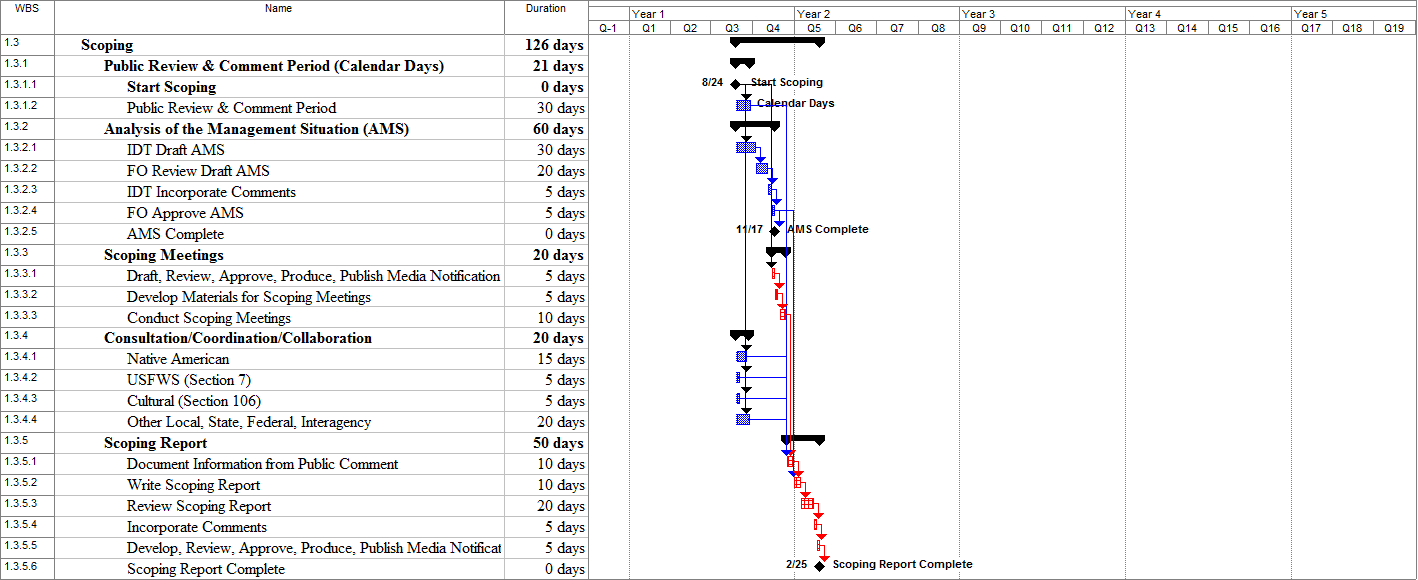 WBS Name Duration Year 1 Year 2 Year 3 Year 4 Year 5
Q-1 Q1 Q2 Q3 Q4 Q5 Q6 Q7 Q8 Q9 Q10 Q11 Q12 Q13 Q14 Q15 Q16 Q17 Q18 Q19
1.3 Scoping 126 days
1.3.1 Public Review & Comment Period (Calendar Days) 21 days
1.3.1.1 Start Scoping 0 days 8/24 Start Scoping
1.3.1.2 Public Review & Comment Period 30 days Calendar Days
1.3.2 Analysis of the Management Situation (AMS) 60 days
1.3.2.1 IDT Draft AMS 30 days
1.3.2.2 FO Review Draft AMS 20 days
1.3.2.3 IDT Incorporate Comments 5 days
1.3.2.4 FO Approve AMS 5 days
1.3.2.5 AMS Complete 0 days 11/17 AMS Complete
1.3.3 Scoping Meetings 20 days
1.3.3.1 Draft, Review, Approve, Produce, Publish Media Notification 5 days
1.3.3.2 Develop Materials for Scoping Meetings 5 days
1.3.3.3 Conduct Scoping Meetings 10 days
1.3.4 Consultation/Coordination/Collaboration 20 days
1.3.4.1 Native American 15 days
1.3.4.2 USFWS (Section 7) 5 days
1.3.4.3 Cultural (Section 106) 5 days
1.3.4.4 Other Local, State, Federal, Interagency 20 days
1.3.5 Scoping Report 50 days
1.3.5.1 Document Information from Public Comment 10 days
1.3.5.2 Write Scoping Report 10 days
1.3.5.3 Review Scoping Report 20 days
1.3.5.4 Incorporate Comments 5 days
1.3.5.5 Develop, Review, Approve, Produce, Publish Media Notificat 5 days
1.3.5.6 Scoping Report Complete 0 days 2/25 Scoping Report Complete